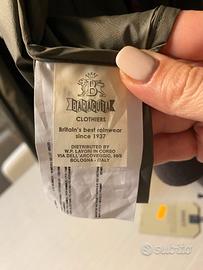 B
BARACUTA
CLOTHIERS
Britain's best rainwear
since 1937
DISTRIBUTED BY
W.P. LAVORI IN CORSO
VIA DELL'ARCOVEGGIO, 59/5
BOLOGNA - ITALY
subito